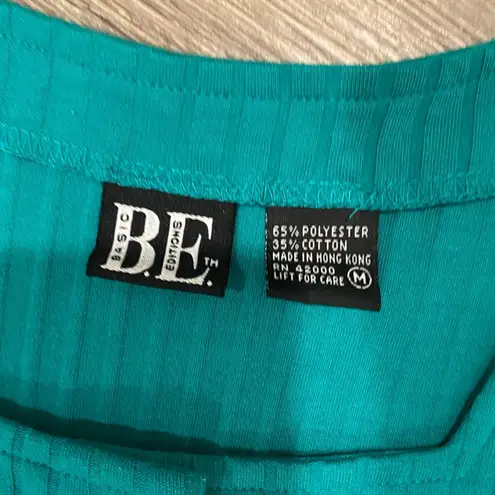 B.E.™
BASIC
EDITIONS
65% POLYESTER
35% COTTON
MADE IN HONG KONG
RN 42000
LIFT FOR CARE M